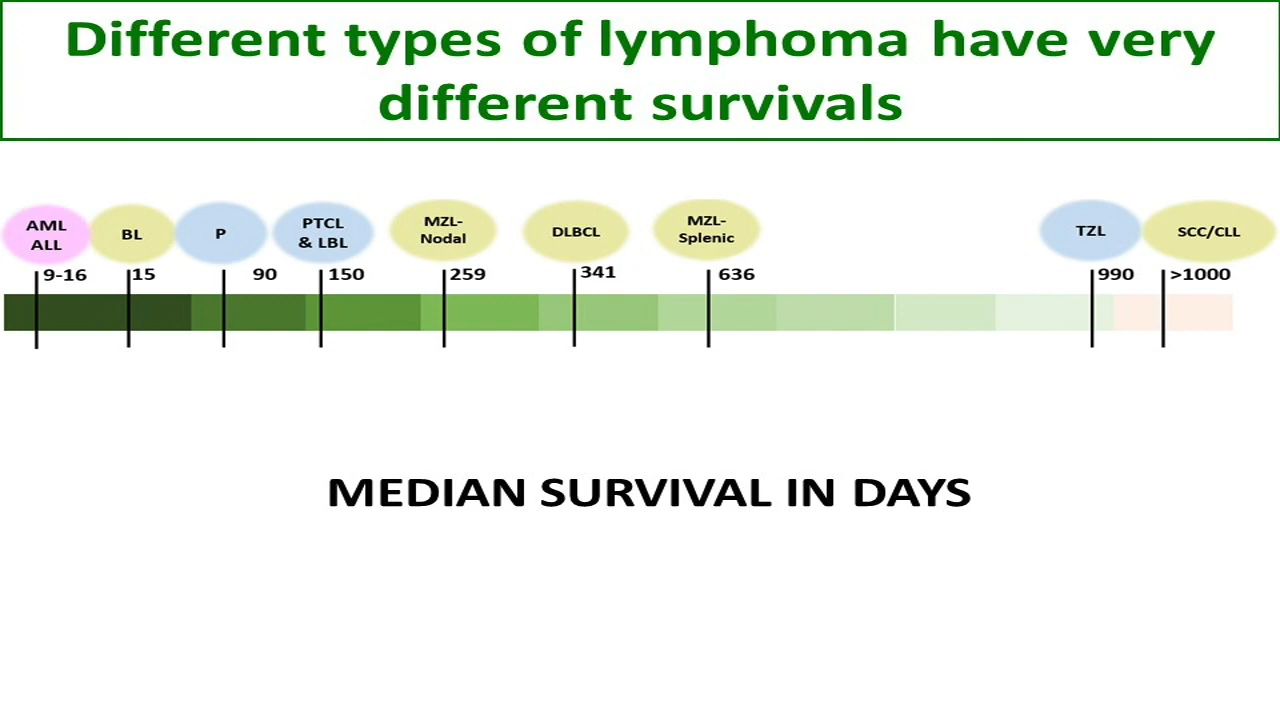 Different types of lymphoma have very
different survivals
AML
ALL
BL
P
PTCL
& LBL
MZL-
Nodal
DLBCL
MZL-
Splenic
TZL
SCC/CLL
9-16
15
90
150
259
341
636
990
>1000
MEDIAN SURVIVAL IN DAYS